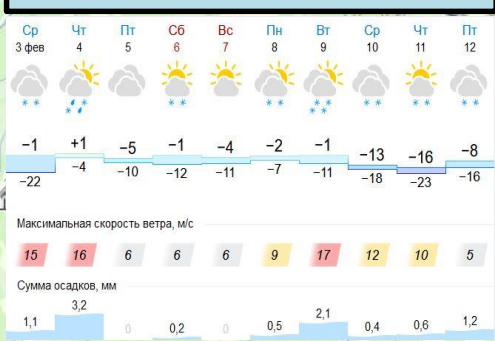 Ср Чт Пт Сб Вс Пн Вт Ср Чт Пт
3 фев 4 5 6 7 8 9 10 11 12
−1 +1 −5 −1 −4 −2 −1 −13 −16 −8
−22 −4 −10 −12 −11 −7 −11 −18 −23 −16
Максимальная скорость ветра, м/с
15 16 6 6 6 9 17 12 10 5
Сумма осадков, мм
1,1 3,2 0 0,2 0 0,5 2,1 0,4 0,6 1,2